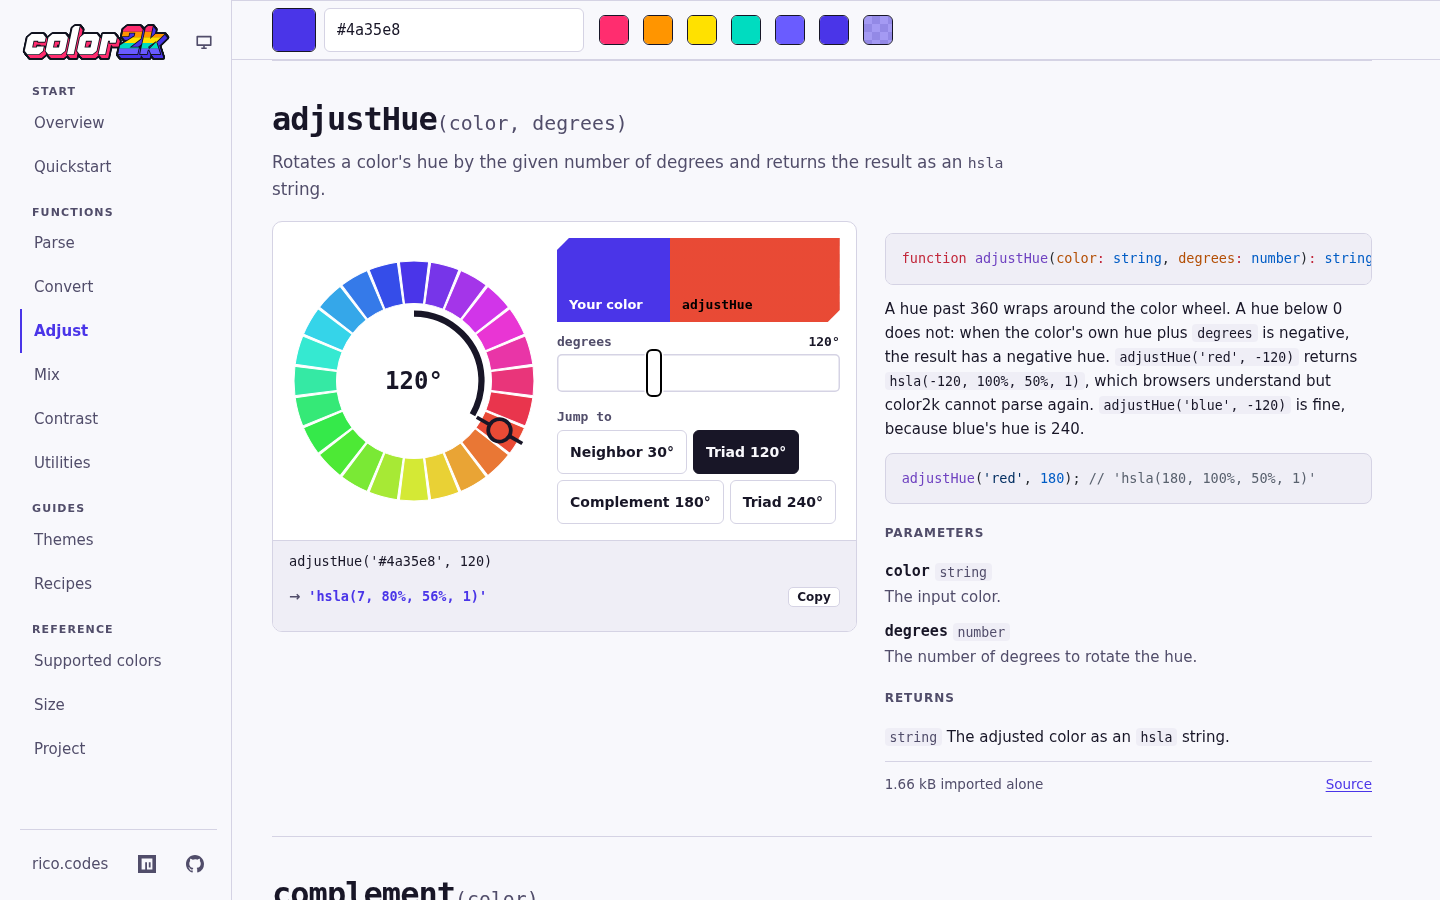 color2k
START
Overview
Quickstart
FUNCTIONS
Parse
Convert
Adjust
Mix
Contrast
Utilities
GUIDES
Themes
Recipes
REFERENCE
Supported colors
Size
Project
rico.codes
#4a35e8
adjustHue(color, degrees)
Rotates a color's hue by the given number of degrees and returns the result as an hsla
string.
120°
Your color
adjustHue
degrees 120°
Jump to
Neighbor 30° Triad 120°
Complement 180° Triad 240°
adjustHue('#4a35e8', 120)
→ 'hsla(7, 80%, 56%, 1)'
Copy
function adjustHue(color: string, degrees: number): string
A hue past 360 wraps around the color wheel. A hue below 0
does not: when the color's own hue plus degrees is negative,
the result has a negative hue. adjustHue('red', -120) returns
hsla(-120, 100%, 50%, 1), which browsers understand but
color2k cannot parse again. adjustHue('blue', -120) is fine,
because blue's hue is 240.
adjustHue('red', 180); // 'hsla(180, 100%, 50%, 1)'
PARAMETERS
color string
The input color.
degrees number
The number of degrees to rotate the hue.
RETURNS
string The adjusted color as an hsla string.
1.66 kB imported alone Source
complement(color)